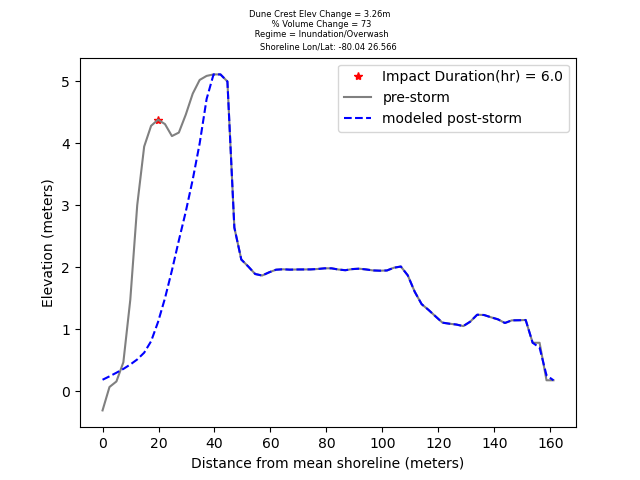 Dune Crest Elev Change = 3.26m
% Volume Change = 73
Regime = Inundation/Overwash
Shoreline Lon/Lat: -80.04 26.566
Impact Duration(hr) = 6.0
pre-storm
modeled post-storm
Elevation (meters)
5
4
3
2
1
0
0 20 40 60 80 100 120 140 160
Distance from mean shoreline (meters)